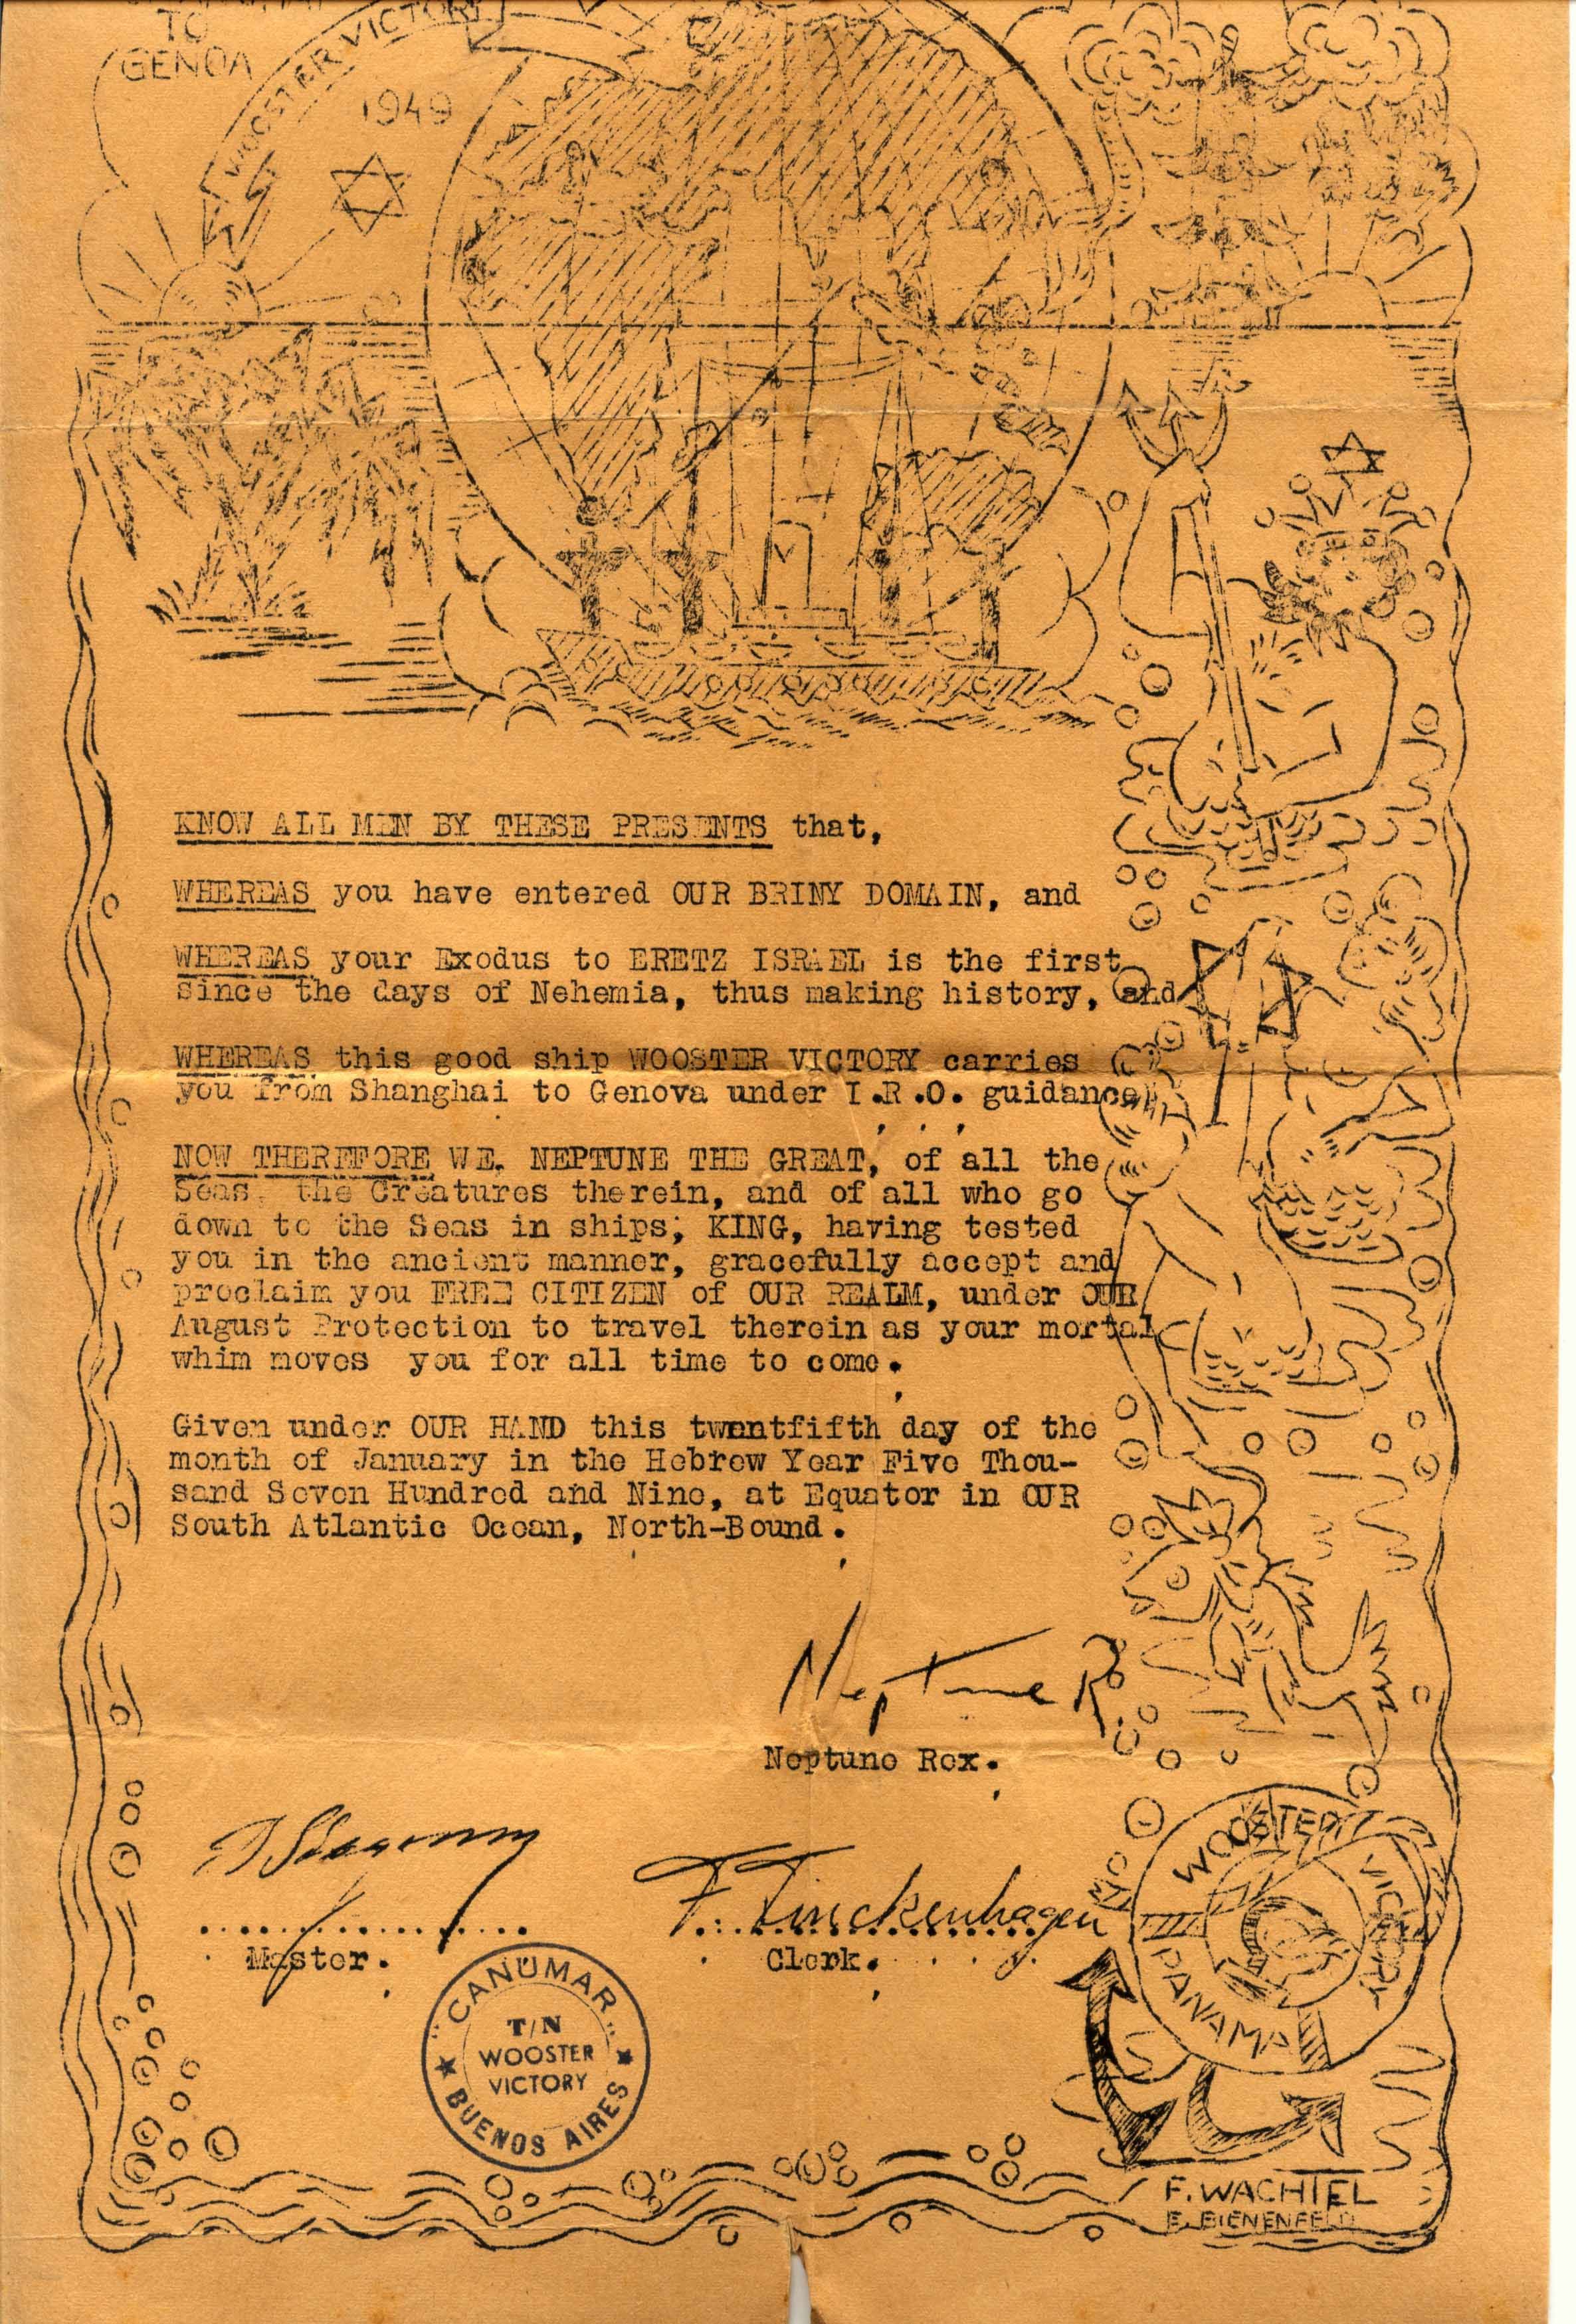 TO
GENOA
WOOSTER VICTORY
1949
KNOW ALL MEN BY THESE PRESENTS that,
WHEREAS you have entered OUR BRINY DOMAIN, and
WHEREAS your Exodus to ERETZ ISRAEL is the first
since the days of Nehemia, thus making history, and
WHEREAS this good ship WOOSTER VICTORY carries
you from Shanghai to Genova under I.R.O. guidance
NOW THEREFORE WE, NEPTUNE THE GREAT, of all the
Seas, the Creatures therein, and of all who go
down to the Seas in ships; KING, having tested
you in the ancient manner, gracefully accept and
proclaim you FREE CITIZEN of OUR REALM, under OUR
August Protection to travel therein as your mortal
whim moves you for all time to come.
Given under OUR HAND this twentfifth day of the
month of January in the Hebrew Year Five Thou-
sand Seven Hundred and Nine, at Equator in OUR
South Atlantic Ocean, North-Bound.
Neptune R.
Neptune Rex.
F. Finckenhagen
Master.
Clerk.
"CANUMAR"
T/N
WOOSTER
VICTORY
BUENOS AIRES
WOOSTER
VICTORY
PANAMA
F. WACHTEL
E. BIENENFELD